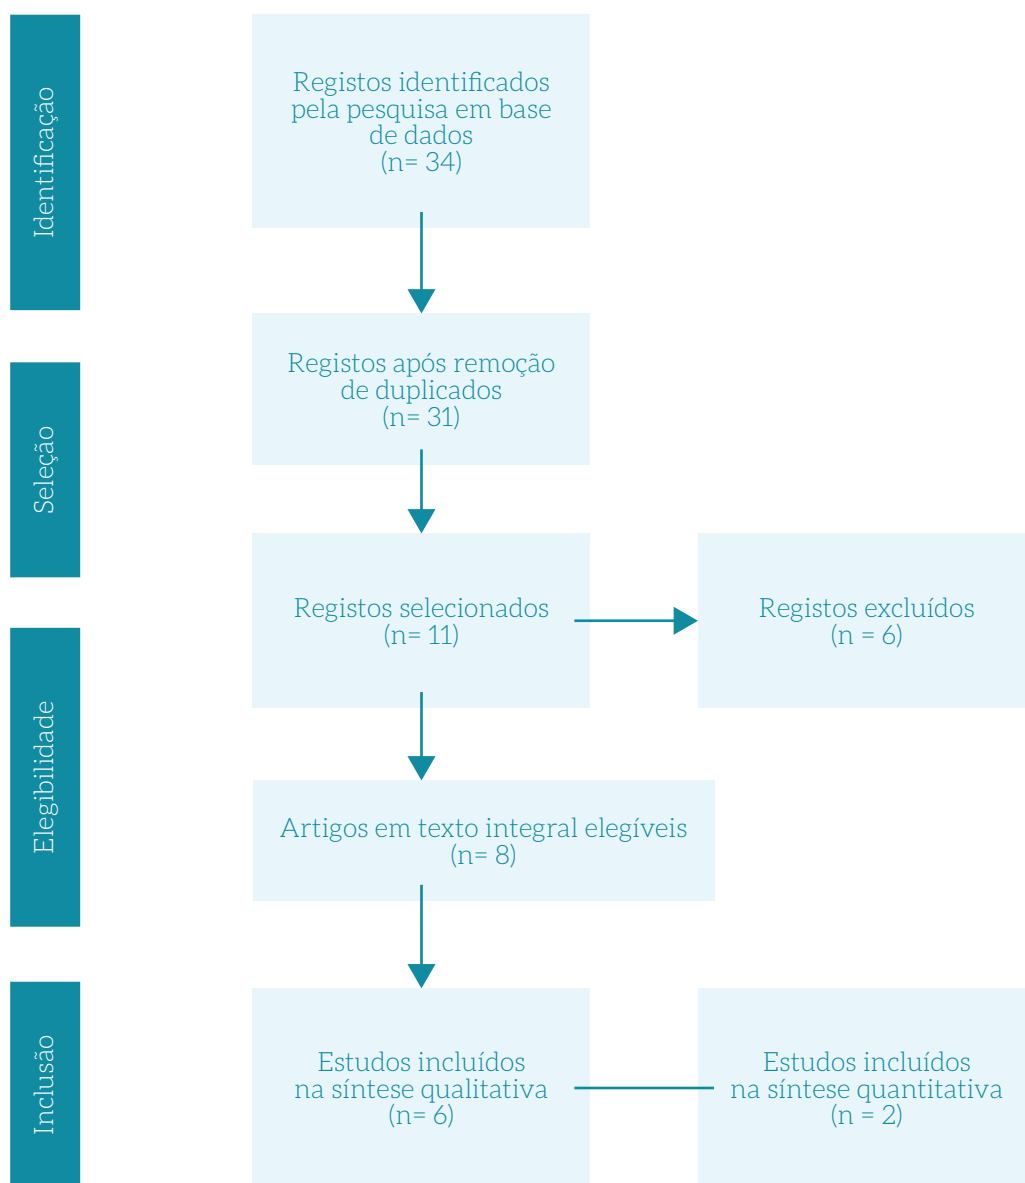 Identificação
Registos identificados
pela pesquisa em base
de dados
(n= 34)
Seleção
Registos após remoção
de duplicados
(n= 31)
Registos selecionados
(n= 11)
Registos excluídos
(n = 6)
Elegibilidade
Artigos em texto integral elegíveis
(n= 8)
Inclusão
Estudos incluídos
na síntese qualitativa
(n= 6)
Estudos incluídos
na síntese quantitativa
(n = 2)